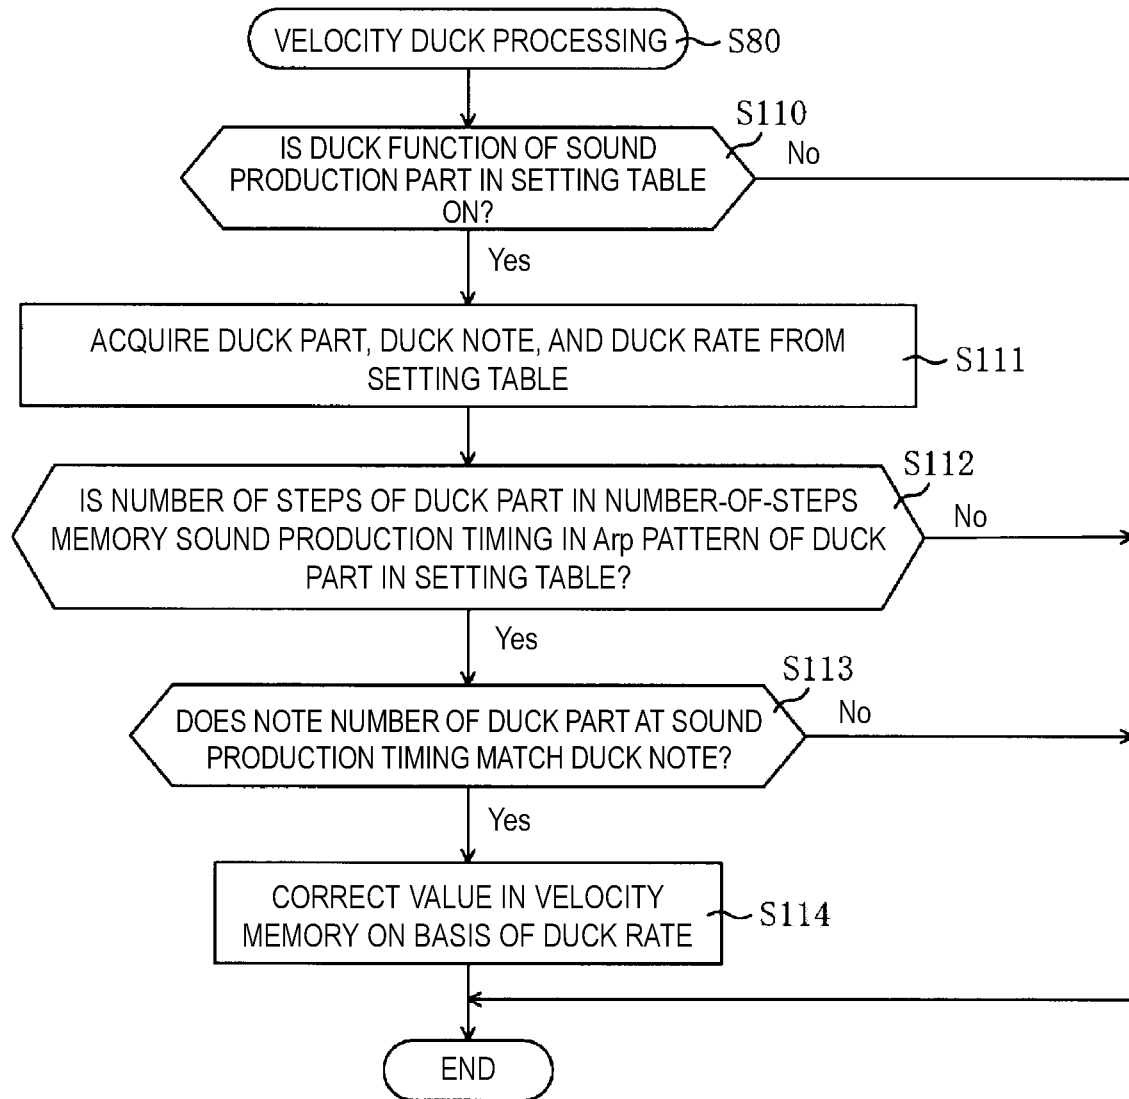 VELOCITY DUCK PROCESSING
S80
S110
IS DUCK FUNCTION OF SOUND
PRODUCTION PART IN SETTING TABLE
ON?
No
Yes
ACQUIRE DUCK PART, DUCK NOTE, AND DUCK RATE FROM
SETTING TABLE
S111
S112
IS NUMBER OF STEPS OF DUCK PART IN NUMBER-OF-STEPS
MEMORY SOUND PRODUCTION TIMING IN Arp PATTERN OF DUCK
PART IN SETTING TABLE?
No
Yes
S113
DOES NOTE NUMBER OF DUCK PART AT SOUND
PRODUCTION TIMING MATCH DUCK NOTE?
No
Yes
CORRECT VALUE IN VELOCITY
MEMORY ON BASIS OF DUCK RATE
S114
END